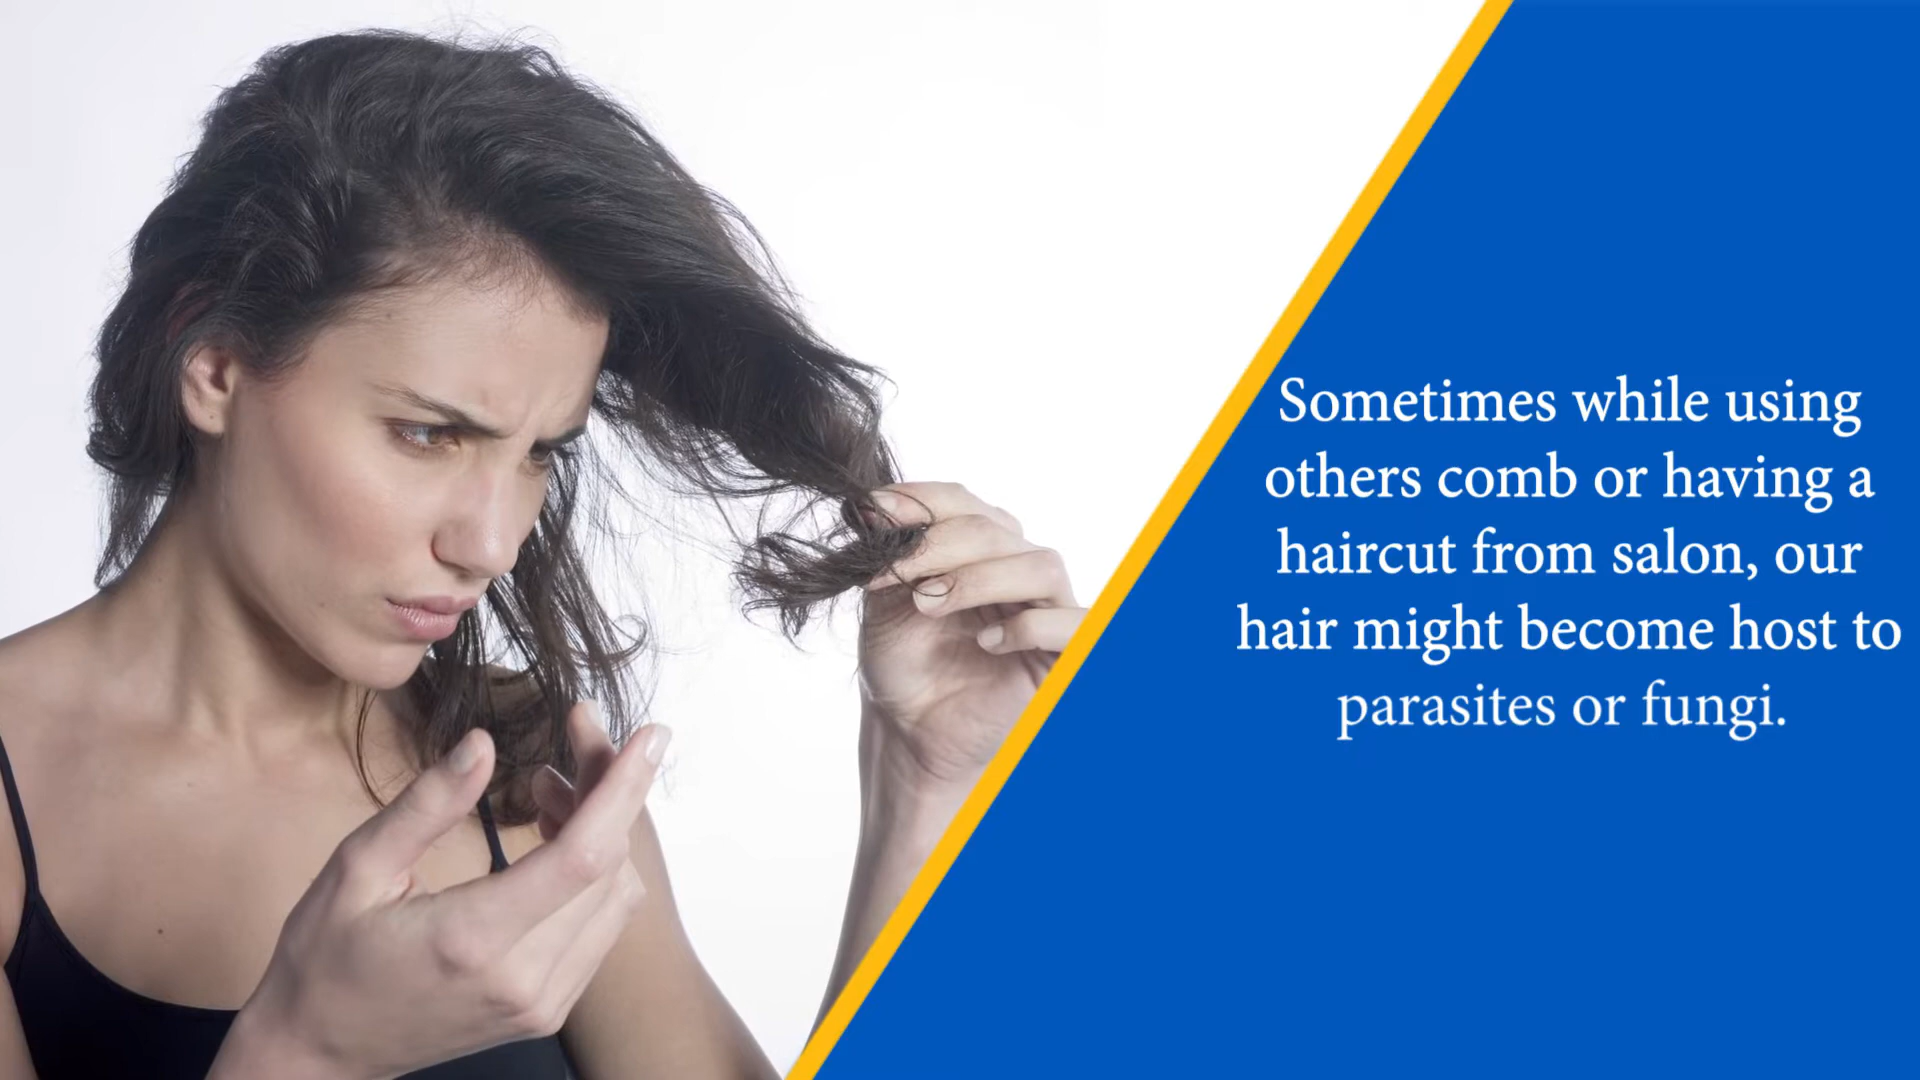 Sometimes while using
others comb or having a
haircut from salon, our
hair might become host to
parasites or fungi.